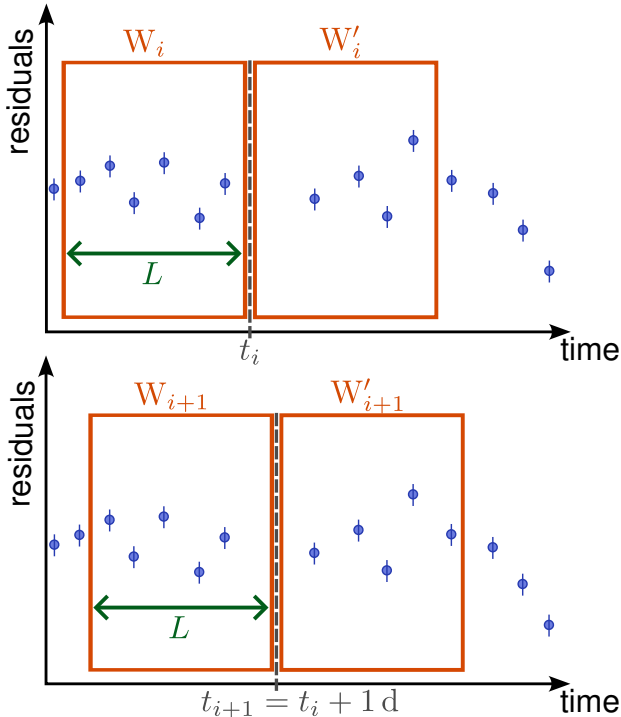 W_i W′_i
residuals
L
t_i
time
W_{i+1} W′_{i+1}
residuals
L
t_{i+1} = t_i + 1 d
time